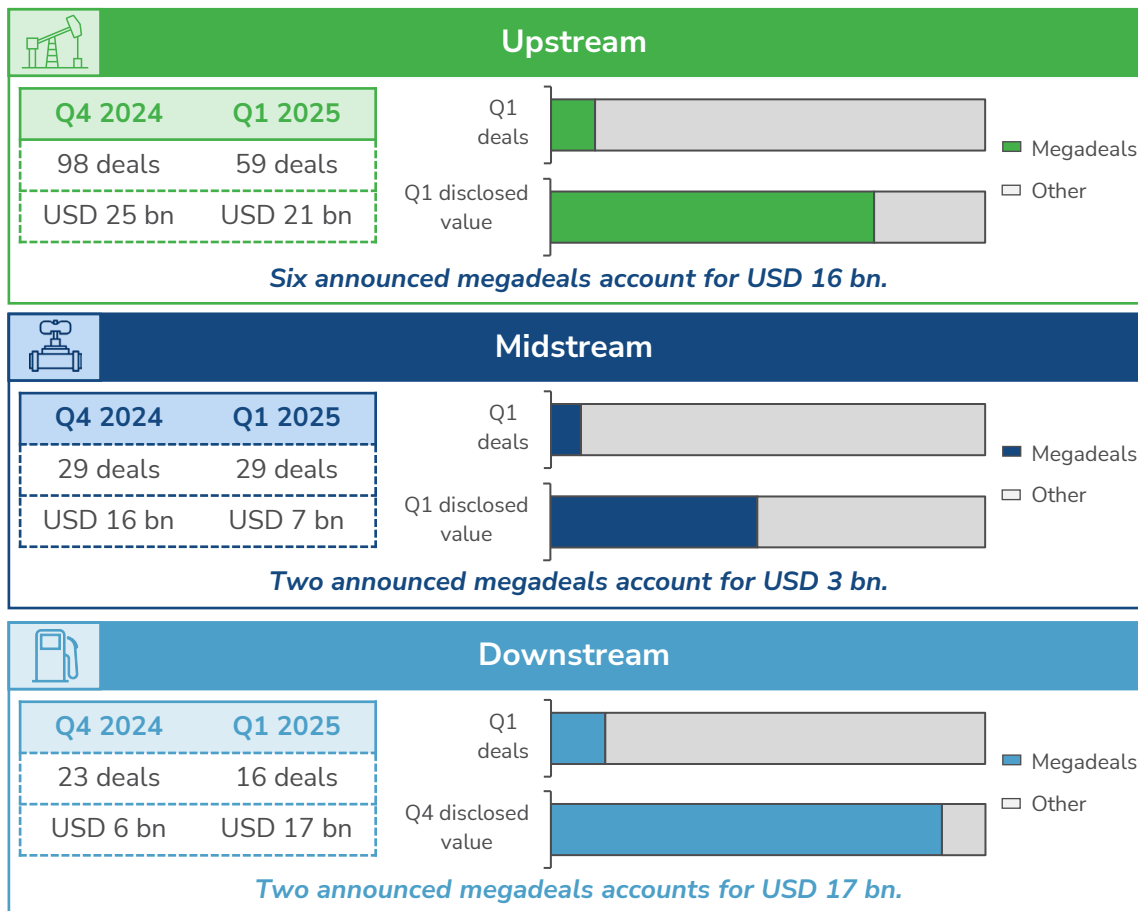 Upstream
Q4 2024 Q1 2025
98 deals 59 deals
USD 25 bn USD 21 bn
Q1
deals
Q1 disclosed
value
Megadeals
Other
Six announced megadeals account for USD 16 bn.
Midstream
Q4 2024 Q1 2025
29 deals 29 deals
USD 16 bn USD 7 bn
Q1
deals
Q1 disclosed
value
Megadeals
Other
Two announced megadeals account for USD 3 bn.
Downstream
Q4 2024 Q1 2025
23 deals 16 deals
USD 6 bn USD 17 bn
Q1
deals
Q4 disclosed
value
Megadeals
Other
Two announced megadeals accounts for USD 17 bn.